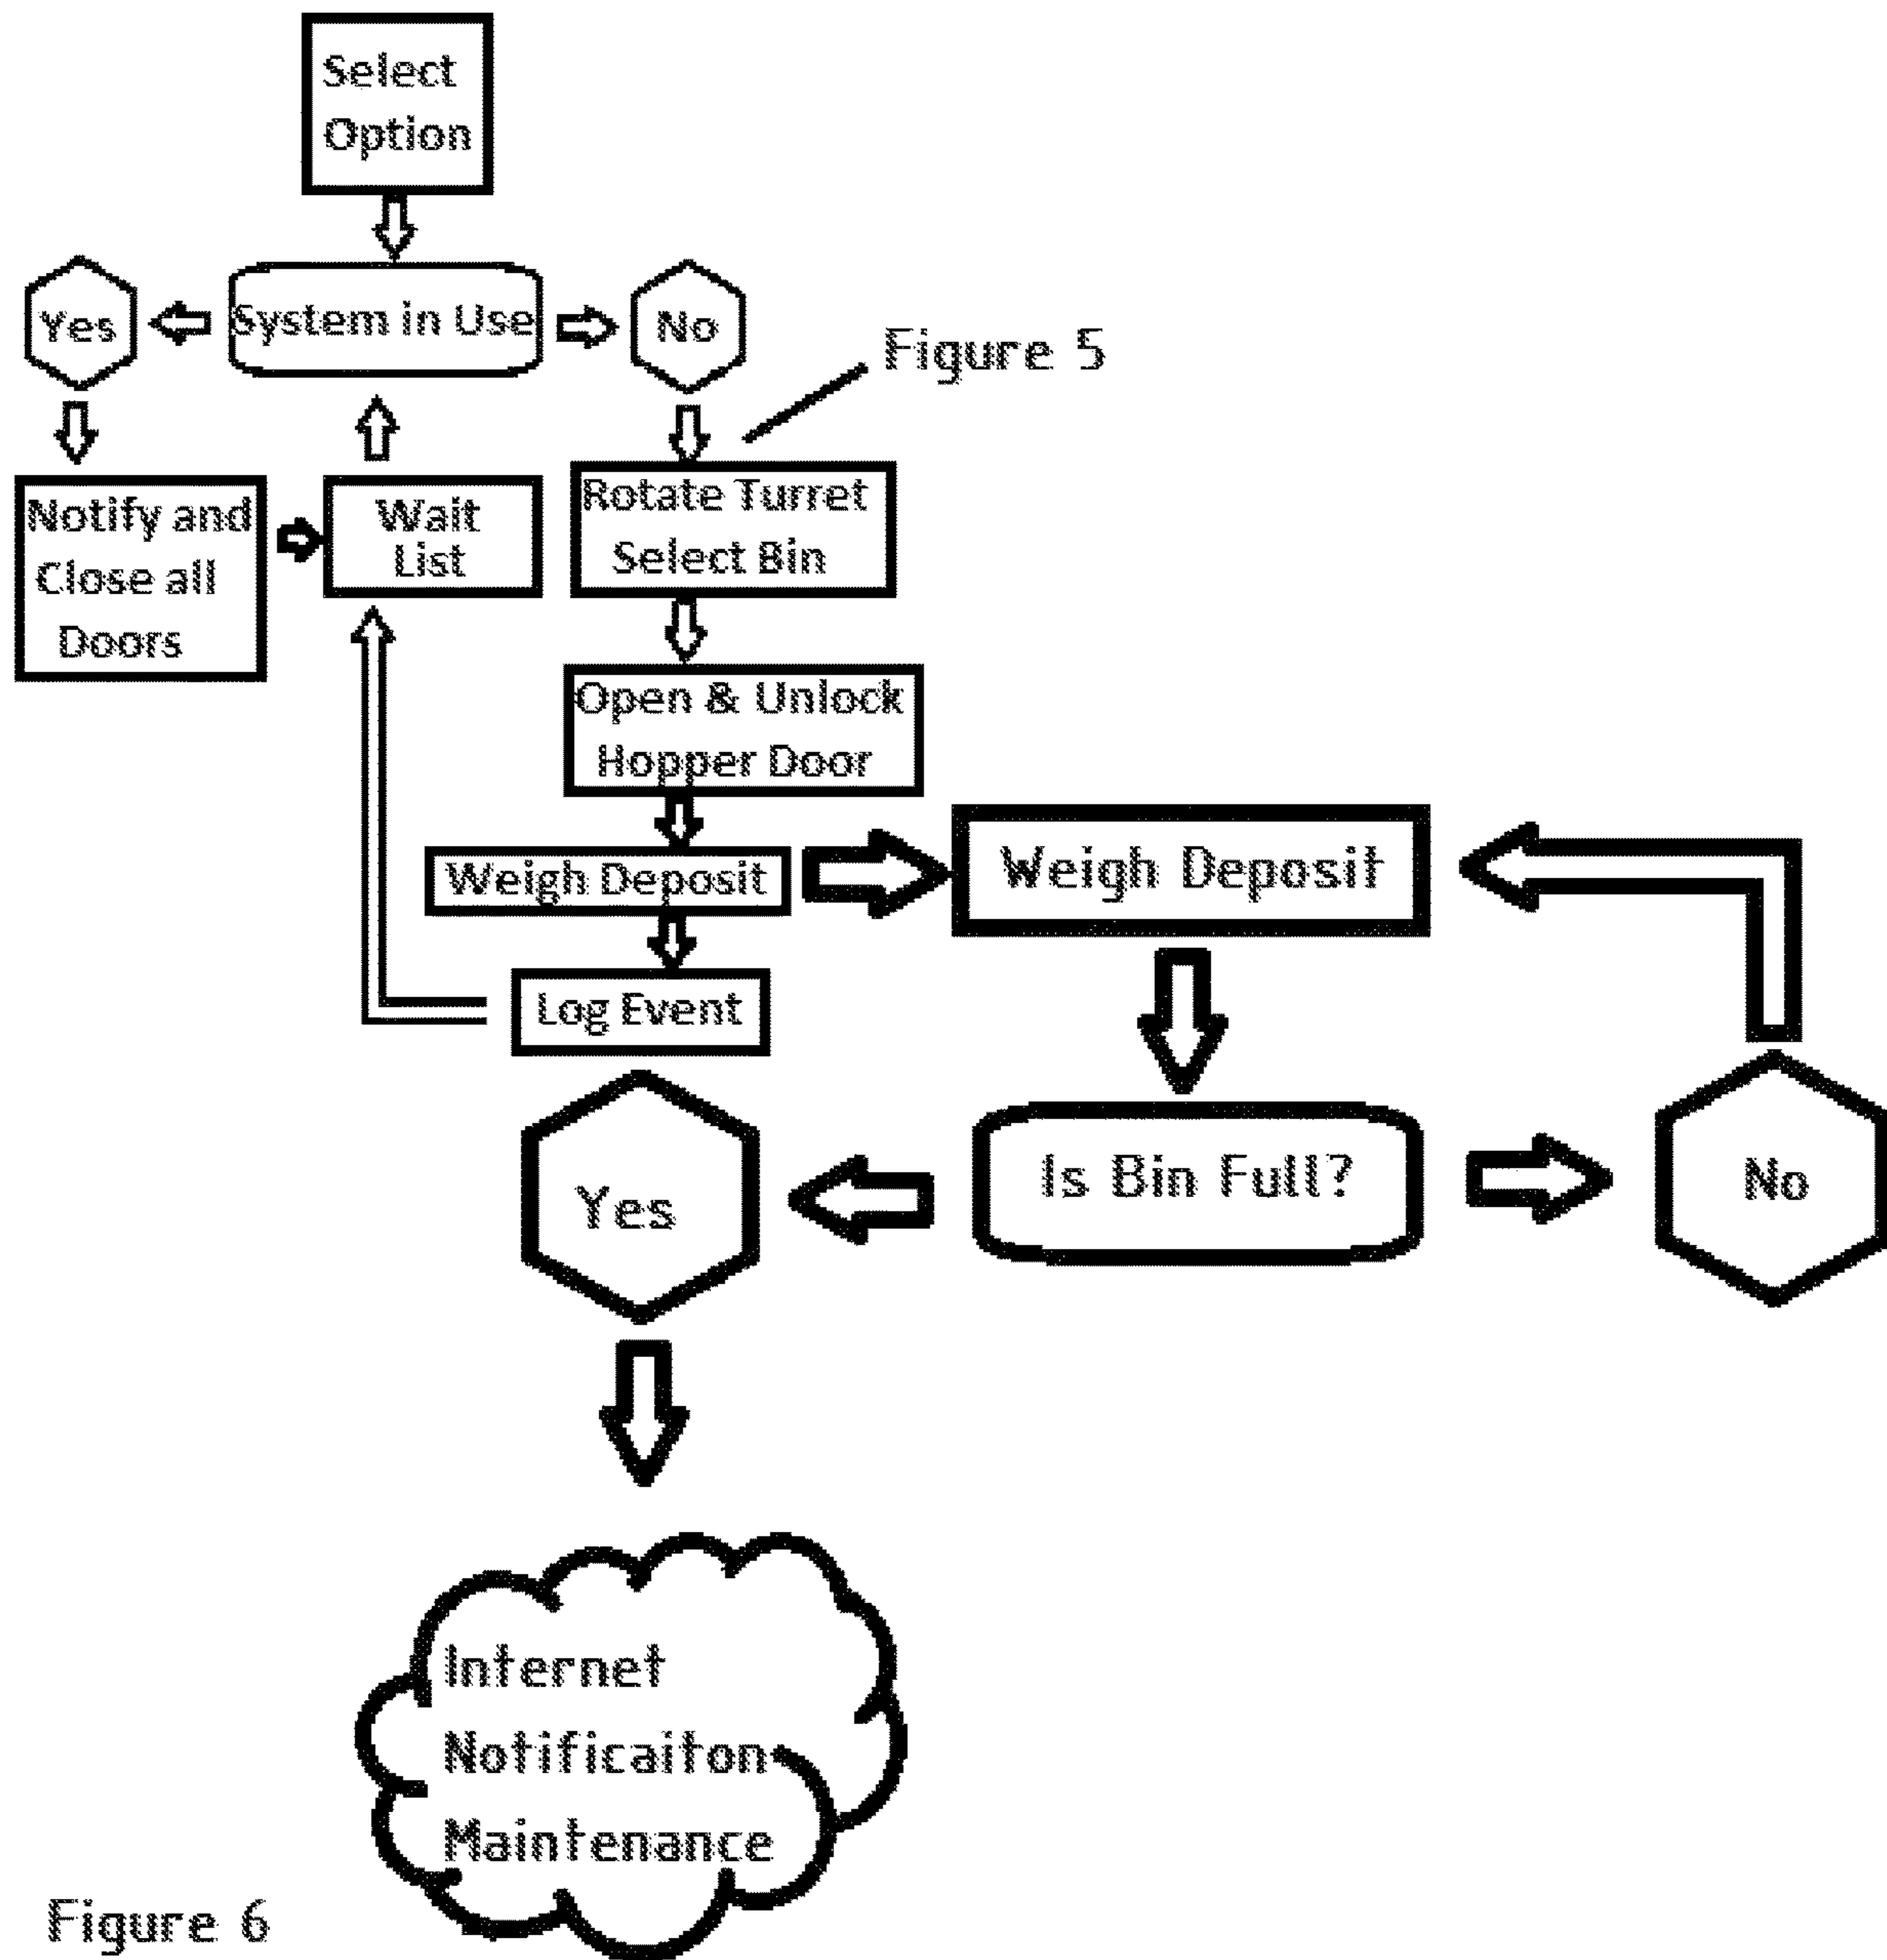 Select
Option
Yes
System in Use
No
Figure 5
Notify and
Close all
Doors
Wait
List
Rotate Turret
Select Bin
Open & Unlock
Hopper Door
Weigh Deposit
Weigh Deposit
Log Event
Yes
Is Bin Full?
No
Internet
Notificaiton
Maintenance
Figure 6